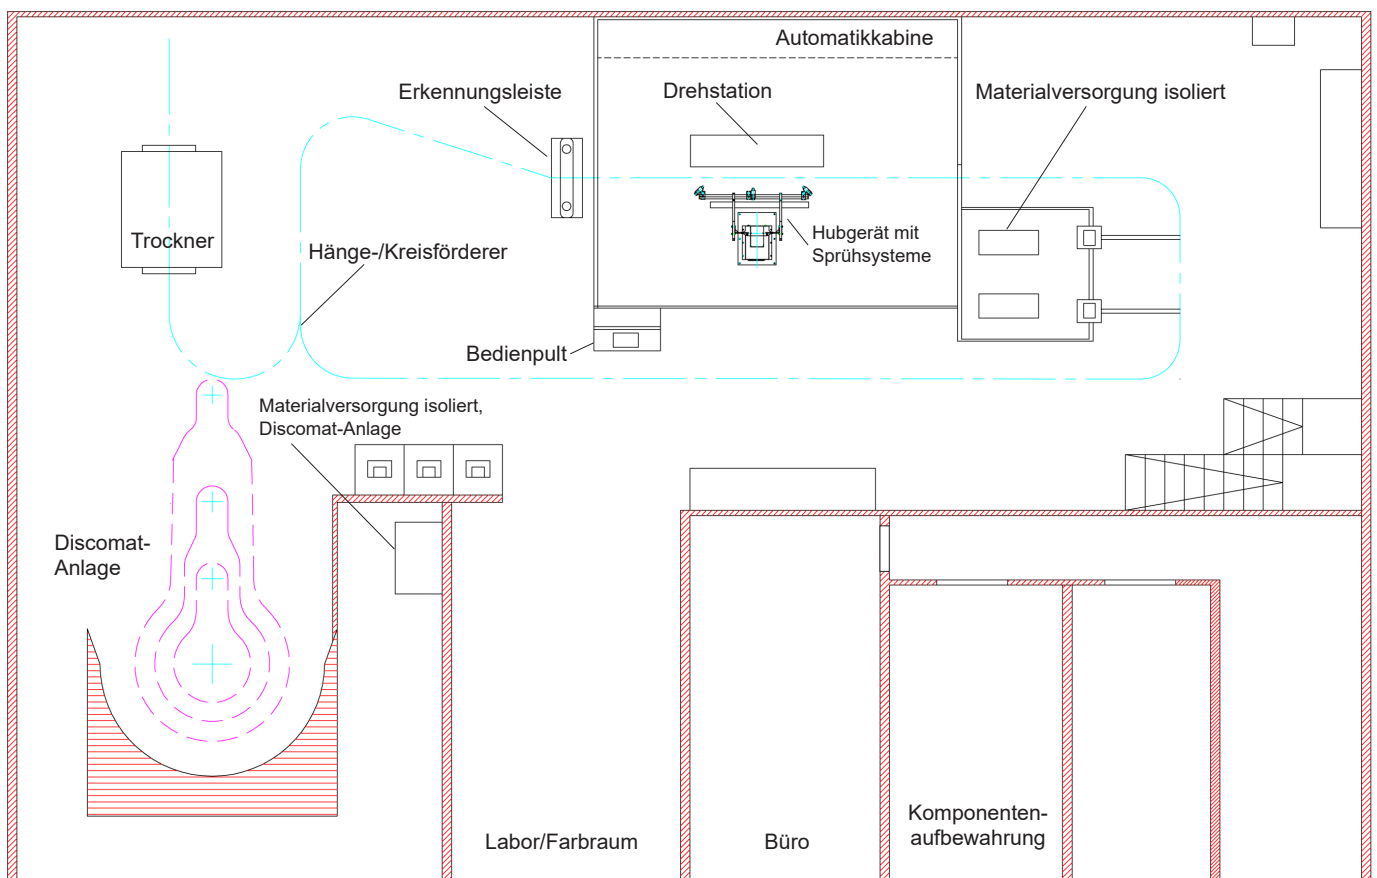 Automatikkabine
Erkennungsleiste
Drehstation
Materialversorgung isoliert
Trockner
Hänge-/Kreisförderer
Hubgerät mit
Sprühsysteme
Bedienpult
Materialversorgung isoliert,
Discomat-Anlage
Discomat-
Anlage
Labor/Farbraum
Büro
Komponenten-
aufbewahrung